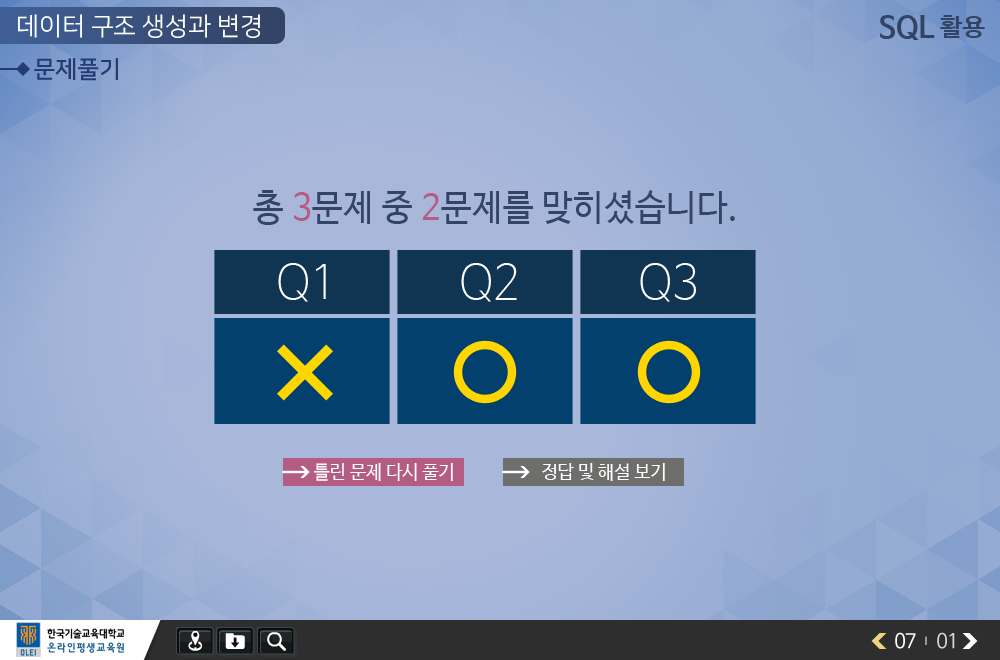 데이터 구조 생성과 변경
SQL 활용
문제풀기
총 3문제 중 2문제를 맞히셨습니다.
Q1 Q2 Q3
틀린 문제 다시 풀기
정답 및 해설 보기
한국기술교육대학교
온라인평생교육원
OLEI
07 01